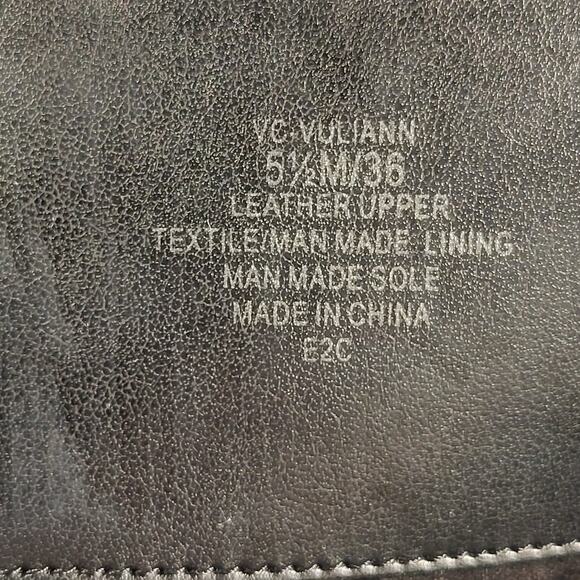 VC-VULIANN
5½M/36
LEATHER UPPER
TEXTILE/MAN MADE LINING
MAN MADE SOLE
MADE IN CHINA
E2C